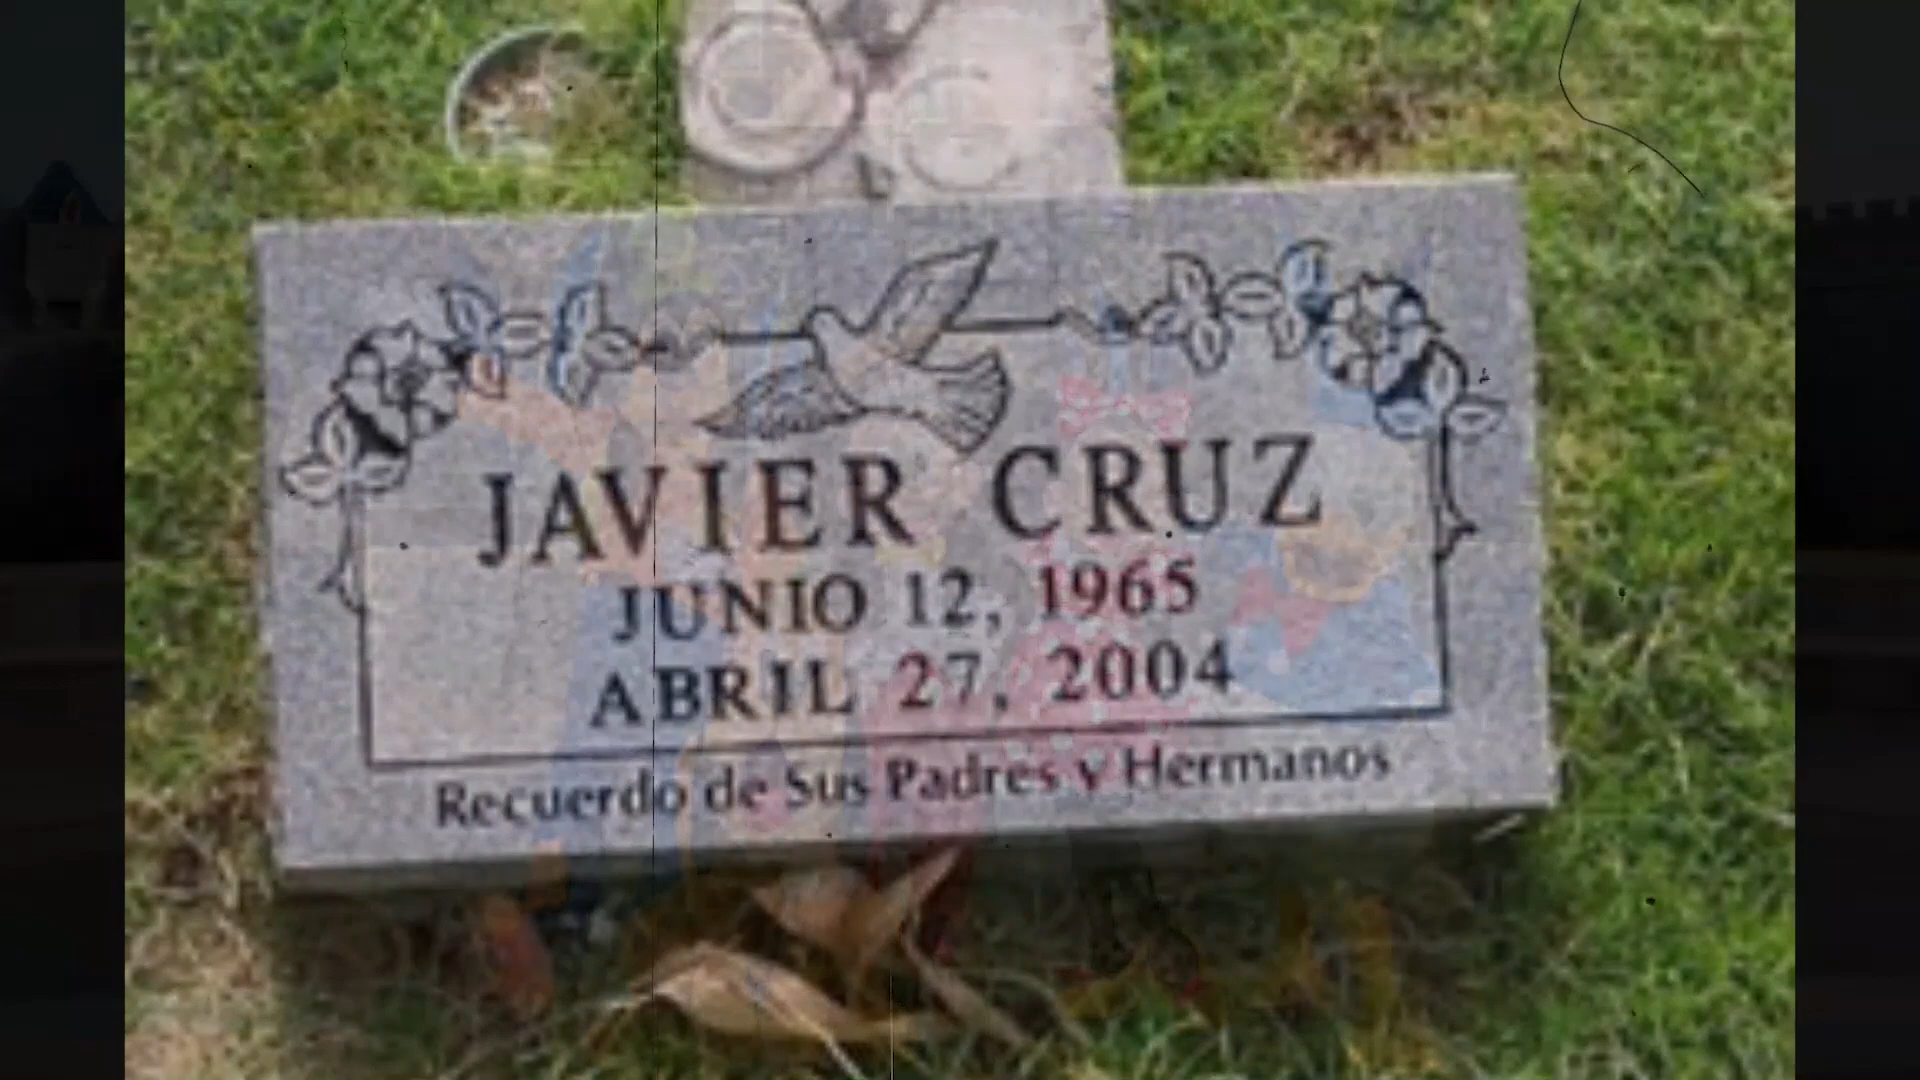 JAVIER CRUZ
JUNIO 12, 1965
ABRIL 27, 2004
Recuerdo de Sus Padres y Hermanos